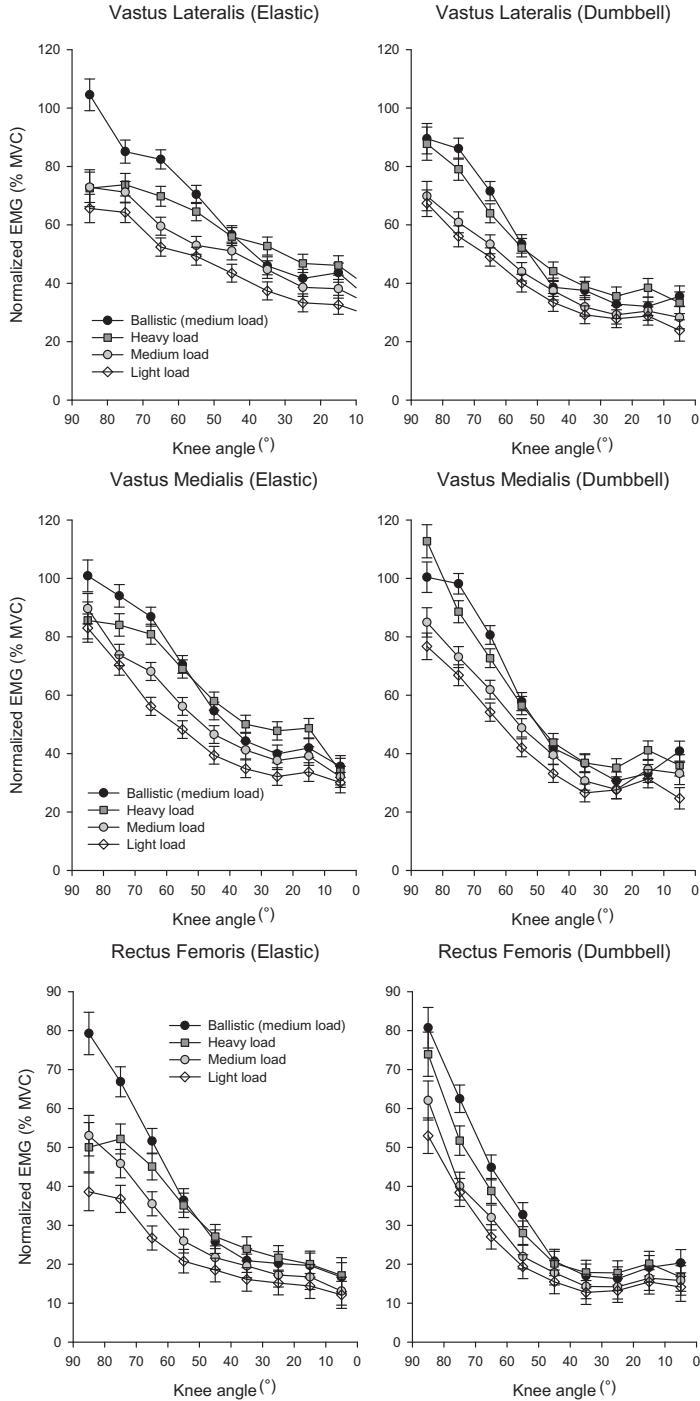 Vastus Lateralis (Elastic)
Vastus Lateralis (Dumbbell)
Normalized EMG (% MVC)
120
100
80
60
40
20
0
Ballistic (medium load)
Heavy load
Medium load
Light load
90 80 70 60 50 40 30 20 10
Knee angle (°)
120
100
80
60
40
20
0
90 80 70 60 50 40 30 20 10 0
Knee angle (°)
Vastus Medialis (Elastic)
Vastus Medialis (Dumbbell)
Normalized EMG (% MVC)
120
100
80
60
40
20
0
Ballistic (medium load)
Heavy load
Medium load
Light load
90 80 70 60 50 40 30 20 10 0
Knee angle (°)
120
100
80
60
40
20
0
90 80 70 60 50 40 30 20 10 0
Knee angle (°)
Rectus Femoris (Elastic)
Rectus Femoris (Dumbbell)
Normalized EMG (% MVC)
90
80
70
60
50
40
30
20
10
0
Ballistic (medium load)
Heavy load
Medium load
Light load
90 80 70 60 50 40 30 20 10 0
Knee angle (°)
90
80
70
60
50
40
30
20
10
0
90 80 70 60 50 40 30 20 10 0
Knee angle (°)